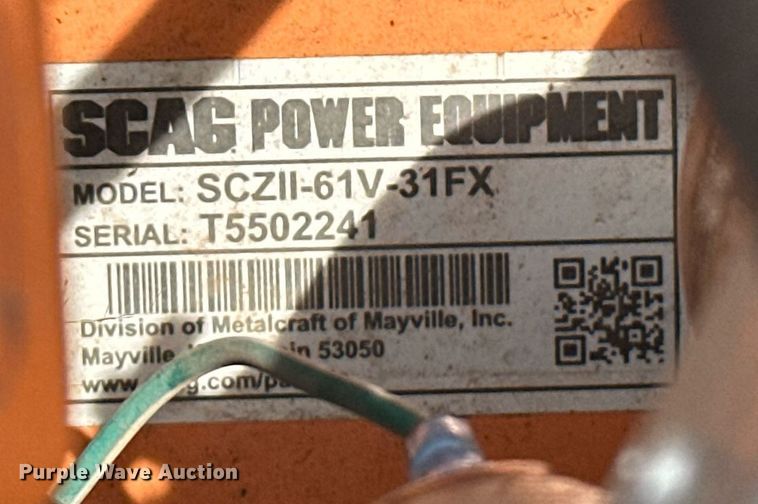 SCAG POWER EQUIPMENT
MODEL: SCZII-61V-31FX
SERIAL: T5502241
Division of Metalcraft of Mayville, Inc.
Mayville, 53050
www.
Purple Wave Auction